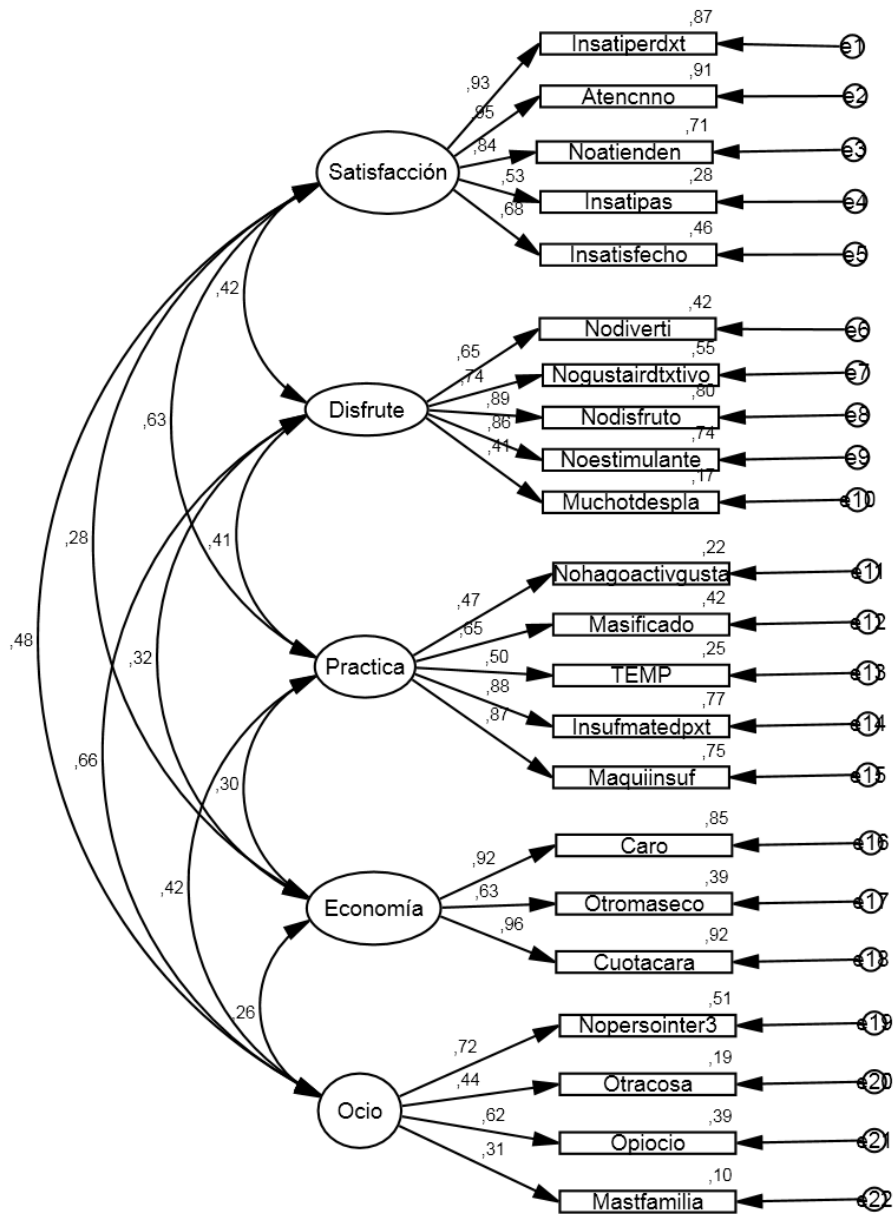 ,87
Insatiperdxt
e1
,93
,91
Atencnno
e2
,95
,71
Noatienden
e3
,84
Satisfacción
,28
Insatipas
e4
,53
,46
Insatisfecho
e5
,68
,42
,42
Nodiverti
e6
,65
,55
Nogustairdtxtivo
e7
,74
,80
Nodisfruto
e8
,89
Disfrute
,74
Noestimulante
e9
,86
,17
Muchotdespla
e10
,41
,63
,28
,41
,22
Nohagoactivgusta
e11
,47
,42
Masificado
e12
,65
,48
,32
Practica
,25
TEMP
e13
,50
,77
Insufmatedpxt
e14
,88
,75
Maquiinsuf
e15
,87
,66
,30
,85
Caro
e16
,92
,42
Economía
,39
Otromaseco
e17
,63
,92
Cuotacara
e18
,96
,26
,51
Nopersointer3
e19
,72
,19
Otracosa
e20
,44
Ocio
,39
Opiocio
e21
,62
,10
Mastfamilia
e22
,31